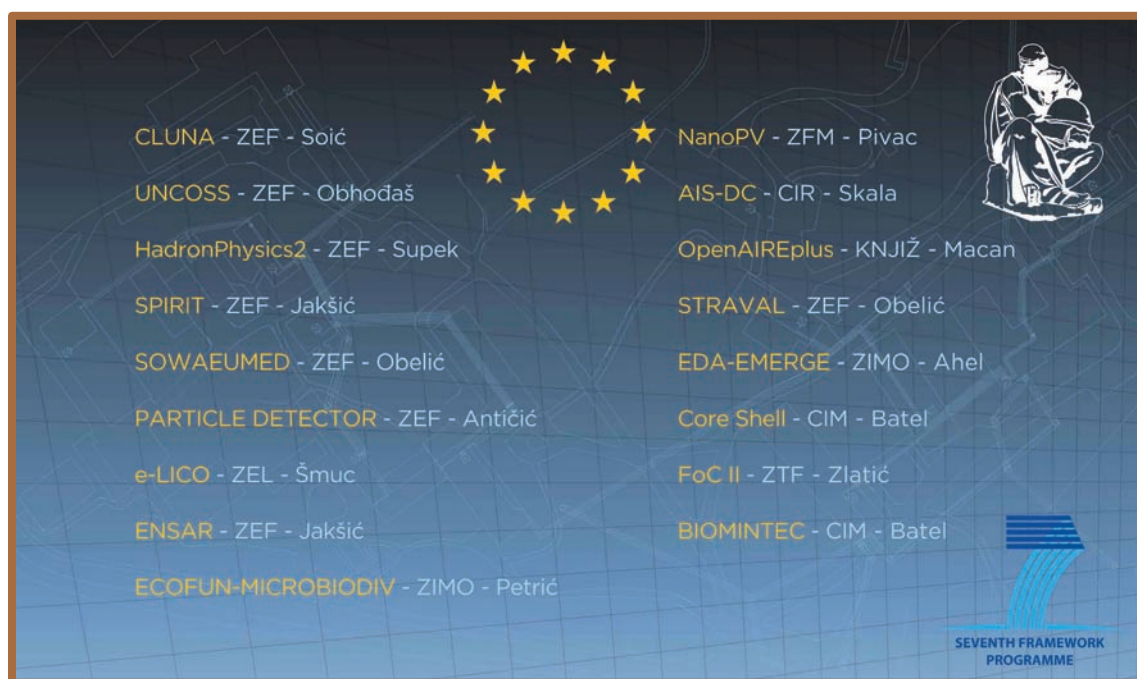 CLUNA - ZEF - Soić
UNCOSS - ZEF - Obhođaš
HadronPhysics2 - ZEF - Supek
SPIRIT - ZEF - Jakšić
SOWAEUMED - ZEF - Obelić
PARTICLE DETECTOR - ZEF - Antičić
e-LICO - ZEL - Šmuc
ENSAR - ZEF - Jakšić
ECOFUN-MICROBIODIV - ZIMO - Petrić
NanoPV - ZFM - Pivac
AIS-DC - CIR - Skala
OpenAIREplus - KNJIŽ - Macan
STRAVAL - ZEF - Obelić
EDA-EMERGE - ZIMO - Ahel
Core Shell - CIM - Batel
FoC II - ZTF - Zlatić
BIOMINTEC - CIM - Batel
SEVENTH FRAMEWORK
PROGRAMME